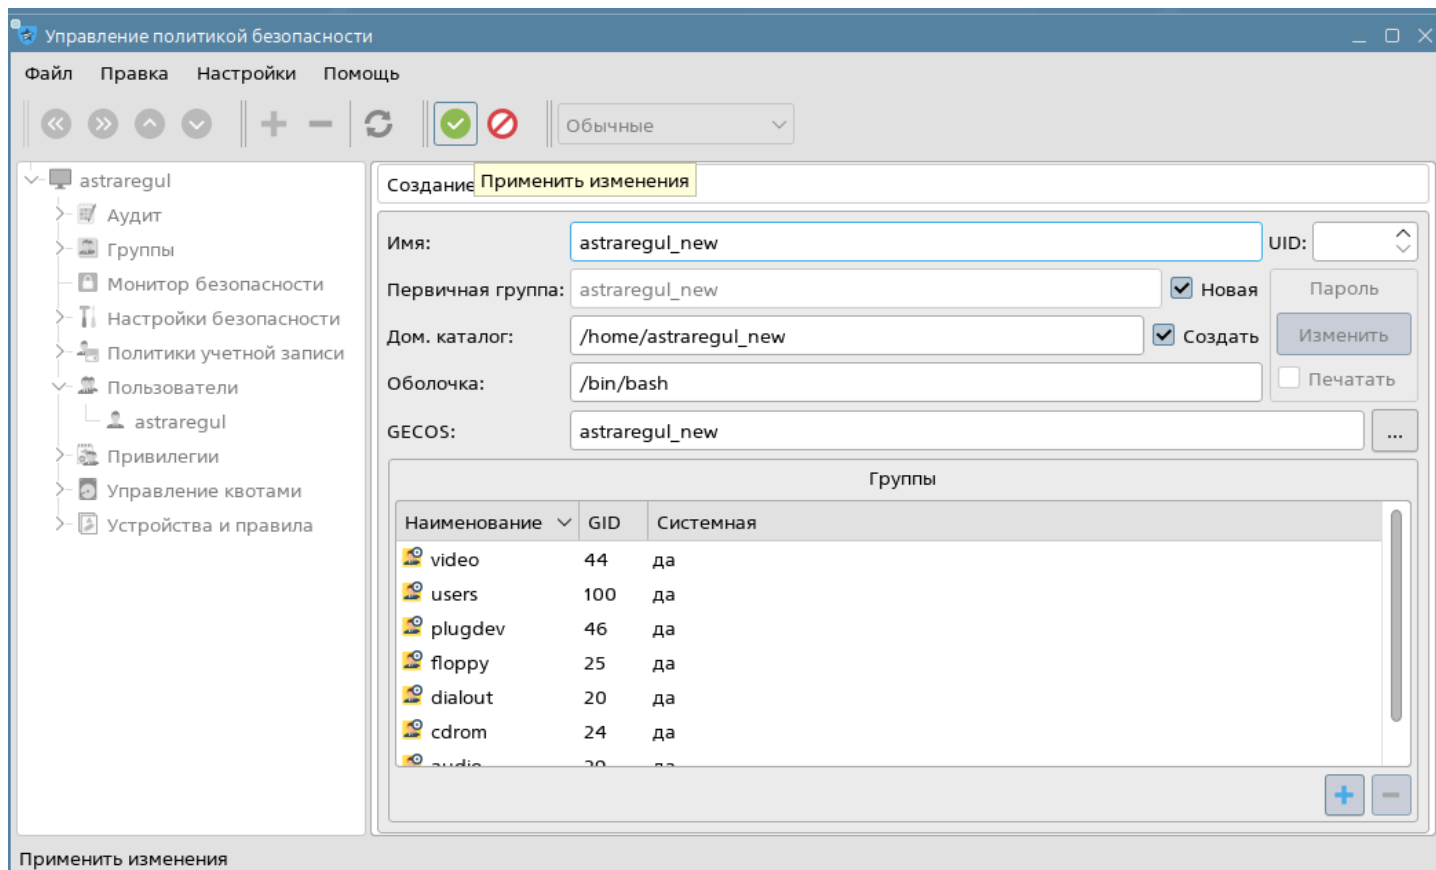 Управление политикой безопасности
Файл Правка Настройки Помощь
Обычные
Применить изменения
astraregul
Аудит
Группы
Монитор безопасности
Настройки безопасности
Политики учетной записи
Пользователи
astraregul
Привилегии
Управление квотами
Устройства и правила
Создание
Имя: astraregul_new UID:
Первичная группа: astraregul_new Новая Пароль
Дом. каталог: /home/astraregul_new Создать Изменить
Оболочка: /bin/bash Печатать
GECOS: astraregul_new ...
Группы
Наименование GID Системная
video 44 да
users 100 да
plugdev 46 да
floppy 25 да
dialout 20 да
cdrom 24 да
Применить изменения